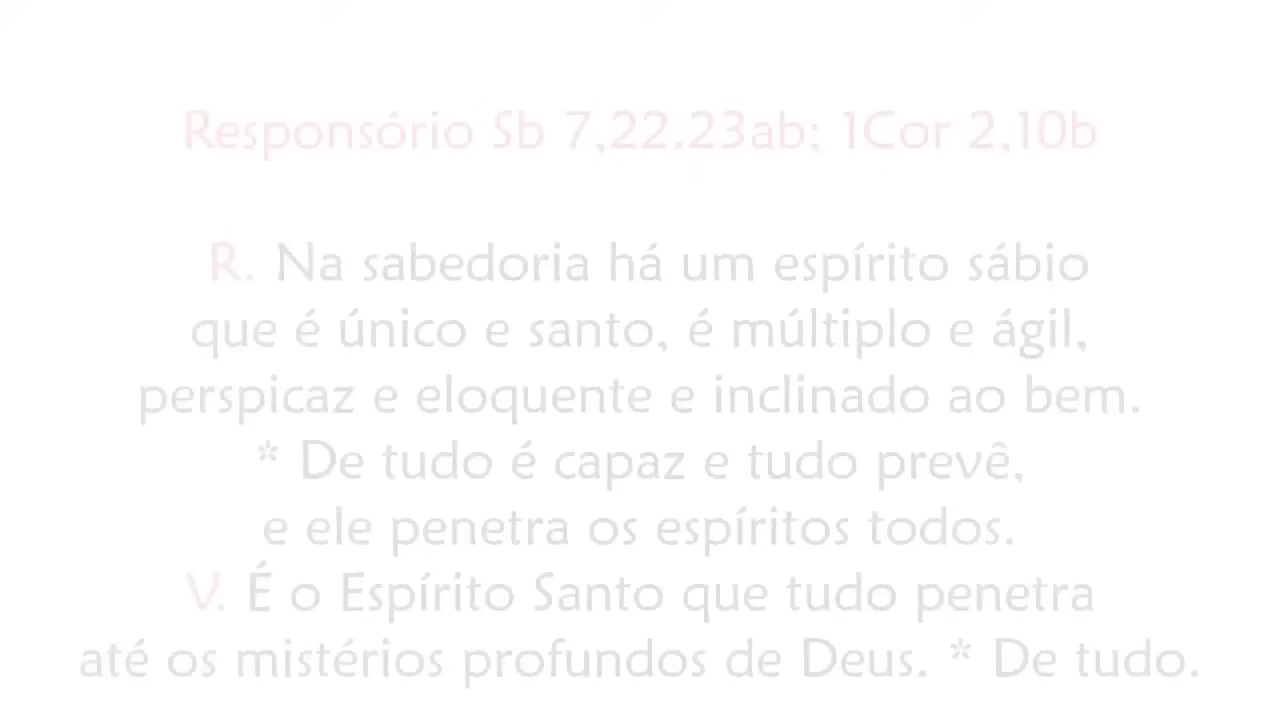 Responsório Sb 7,22.23ab; 1Cor 2,10b
R. Na sabedoria há um espírito sábio
que é único e santo, é múltiplo e ágil,
perspicaz e eloquente e inclinado ao bem.
* De tudo é capaz e tudo prevê,
e ele penetra os espíritos todos.
V. É o Espírito Santo que tudo penetra
até os mistérios profundos de Deus. * De tudo.